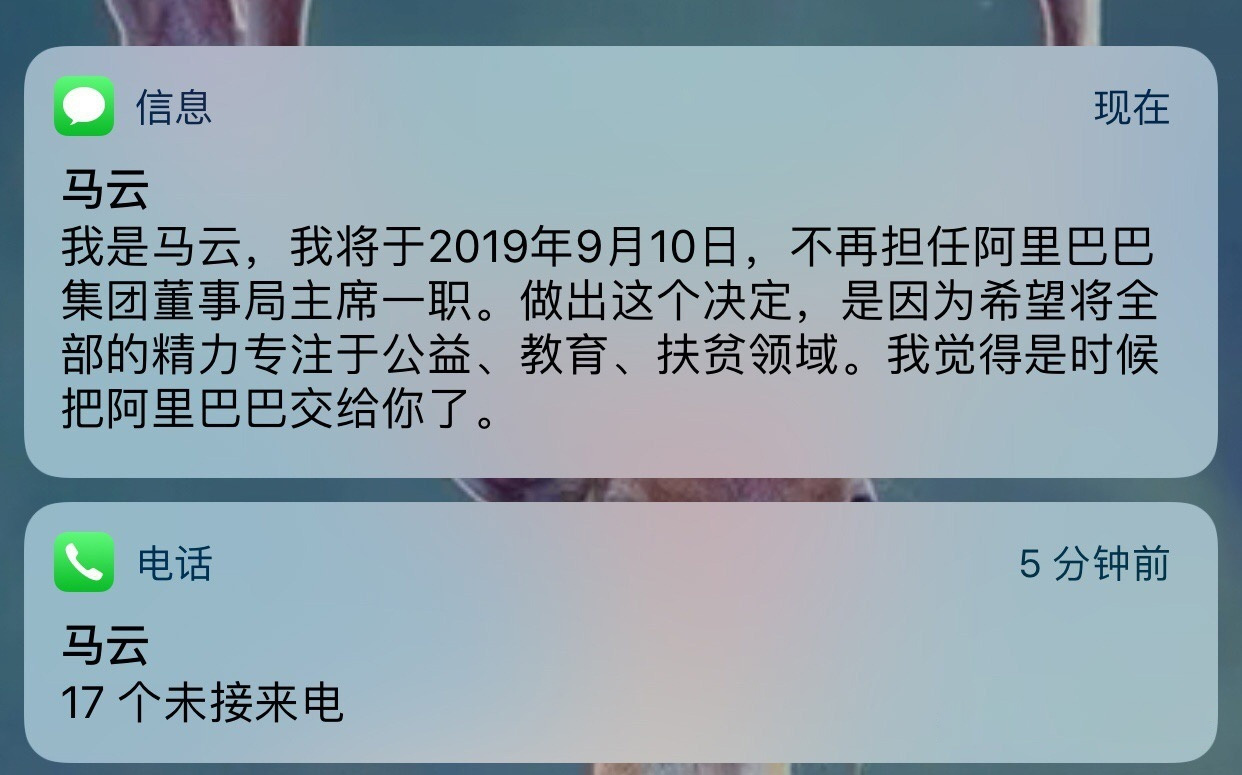 信息
现在
马云
我是马云，我将于2019年9月10日，不再担任阿里巴巴
集团董事局主席一职。做出这个决定，是因为希望将全
部的精力专注于公益、教育、扶贫领域。我觉得是时候
把阿里巴巴交给你了。
电话
5 分钟前
马云
17 个未接来电